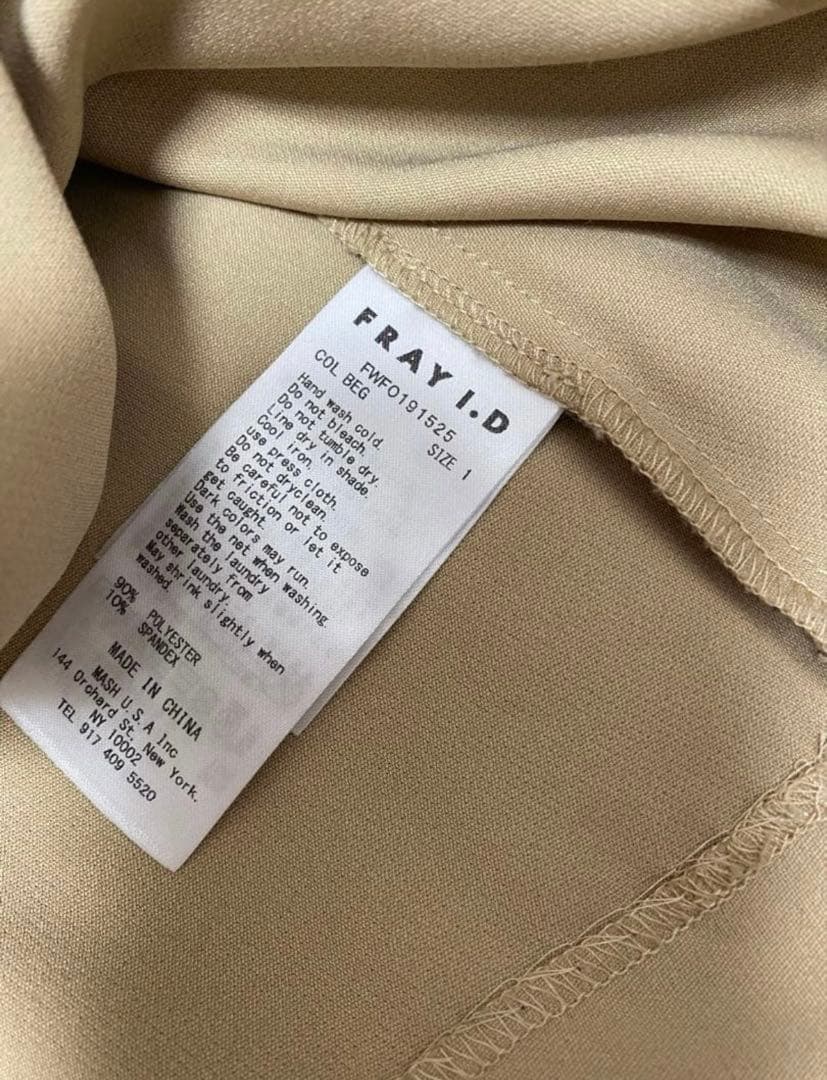 FRAY I.D
FWFO191525
COL BEG SIZE 1
Hand wash cold.
Do not bleach.
Do not tumble dry.
Line dry in shade.
Cool iron.
use press cloth.
Do not dryclean.
Be careful not to expose
to friction or let it
get caught.
Dark colors may run.
Use the net when washing.
Wash the laundry
separately from
other laundry.
May shrink slightly when
washed.
90% POLYESTER
10% SPANDEX
MADE IN CHINA
MASH U.S.A Inc
144 Orchard St, New York.
NY 10002
TEL 917 409 5520